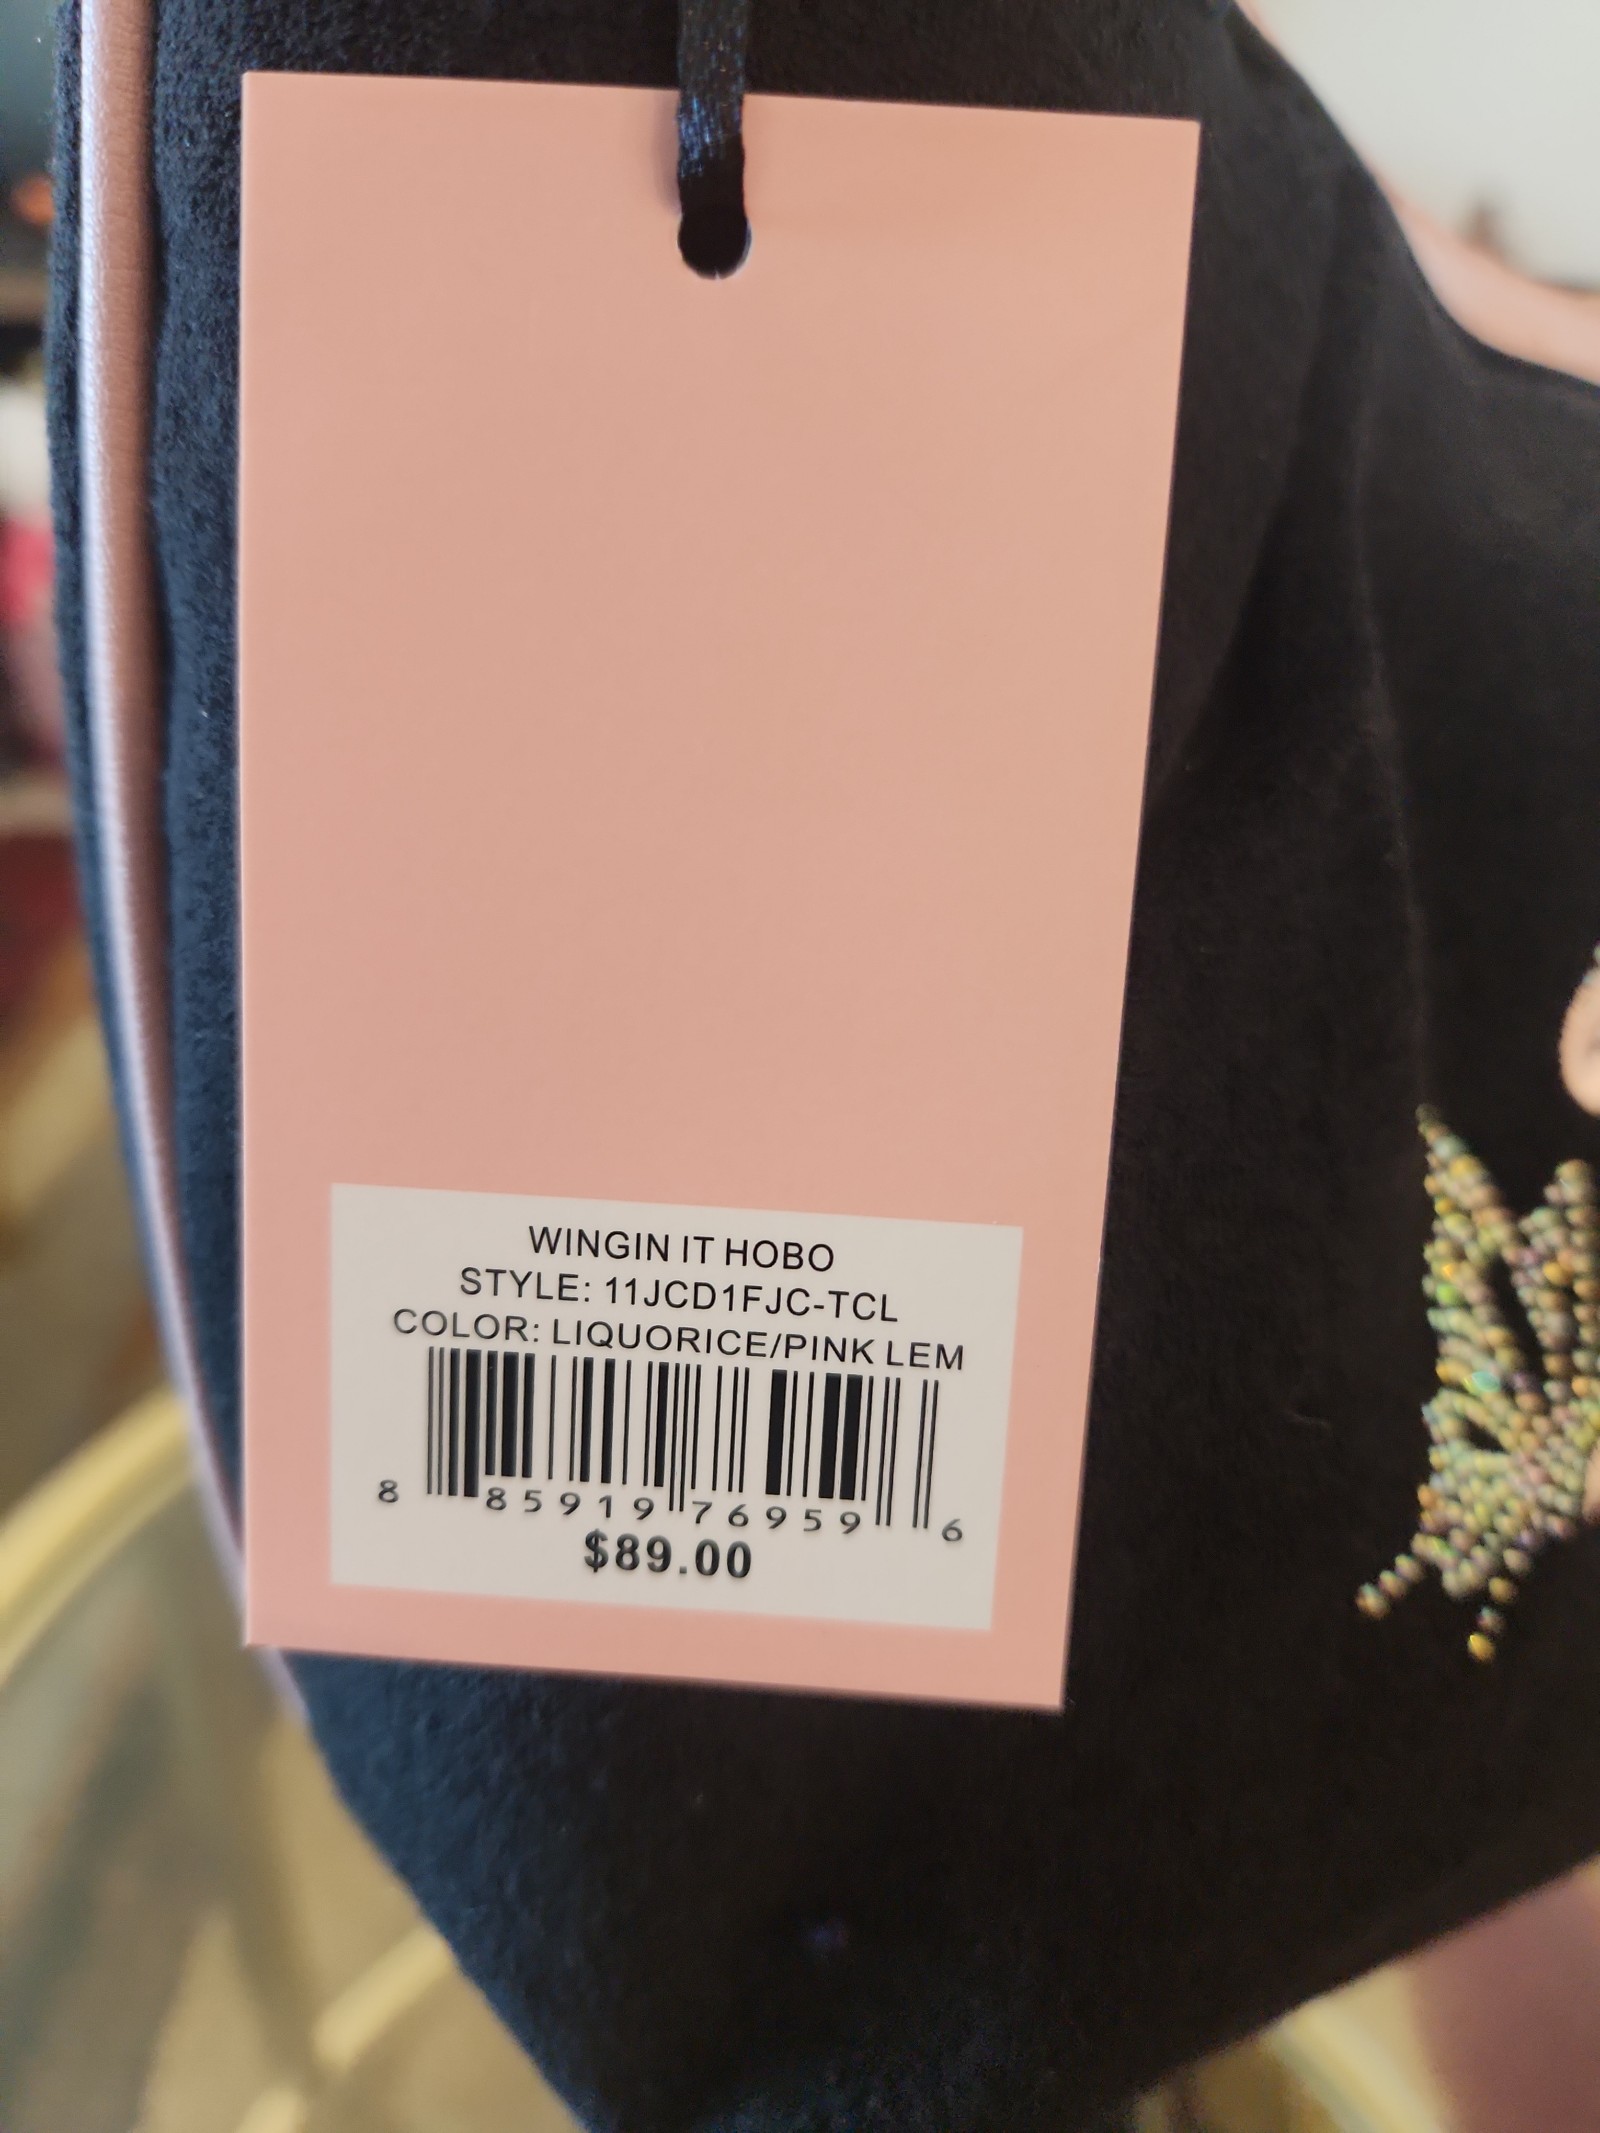 WINGIN IT HOBO
STYLE: 11JCD1FJC-TCL
COLOR: LIQUORICE/PINK LEM
8 85919 76959 6
$89.00